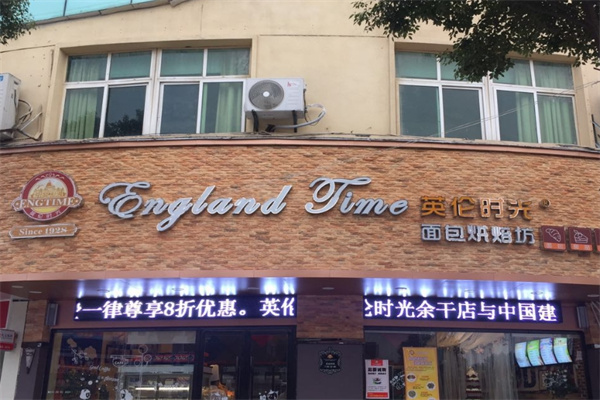 ENGTIME
Since 1928
England Time 英伦时光
面包烘焙坊
一律尊享8折优惠。英伦
时光余干店与中国建